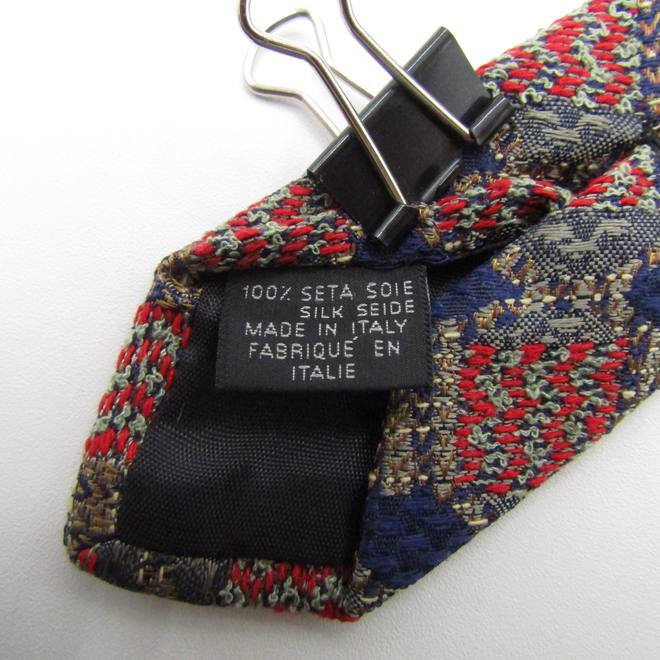 100% SETA SOIE
SILK SEIDE
MADE IN ITALY
FABRIQUÉ EN
ITALIE